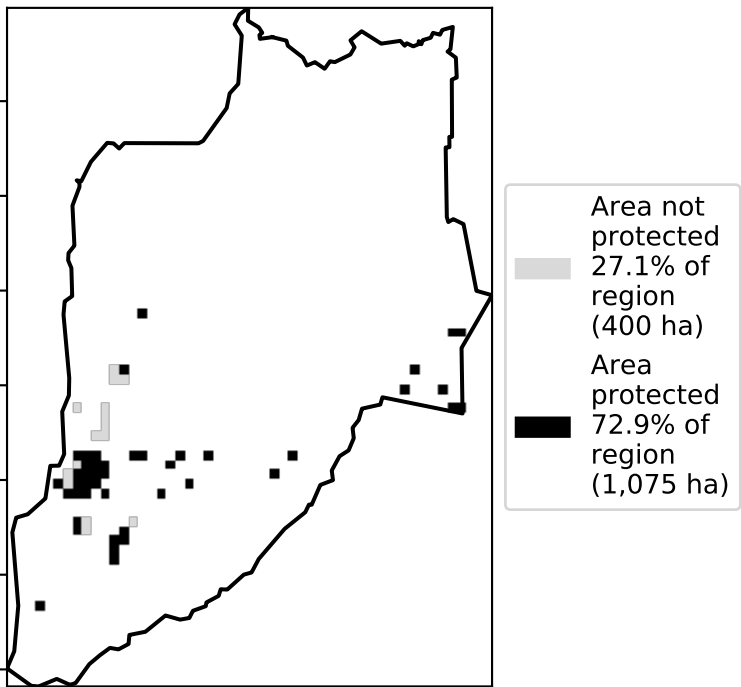 Area not
protected
27.1% of
region
(400 ha)
Area
protected
72.9% of
region
(1,075 ha)